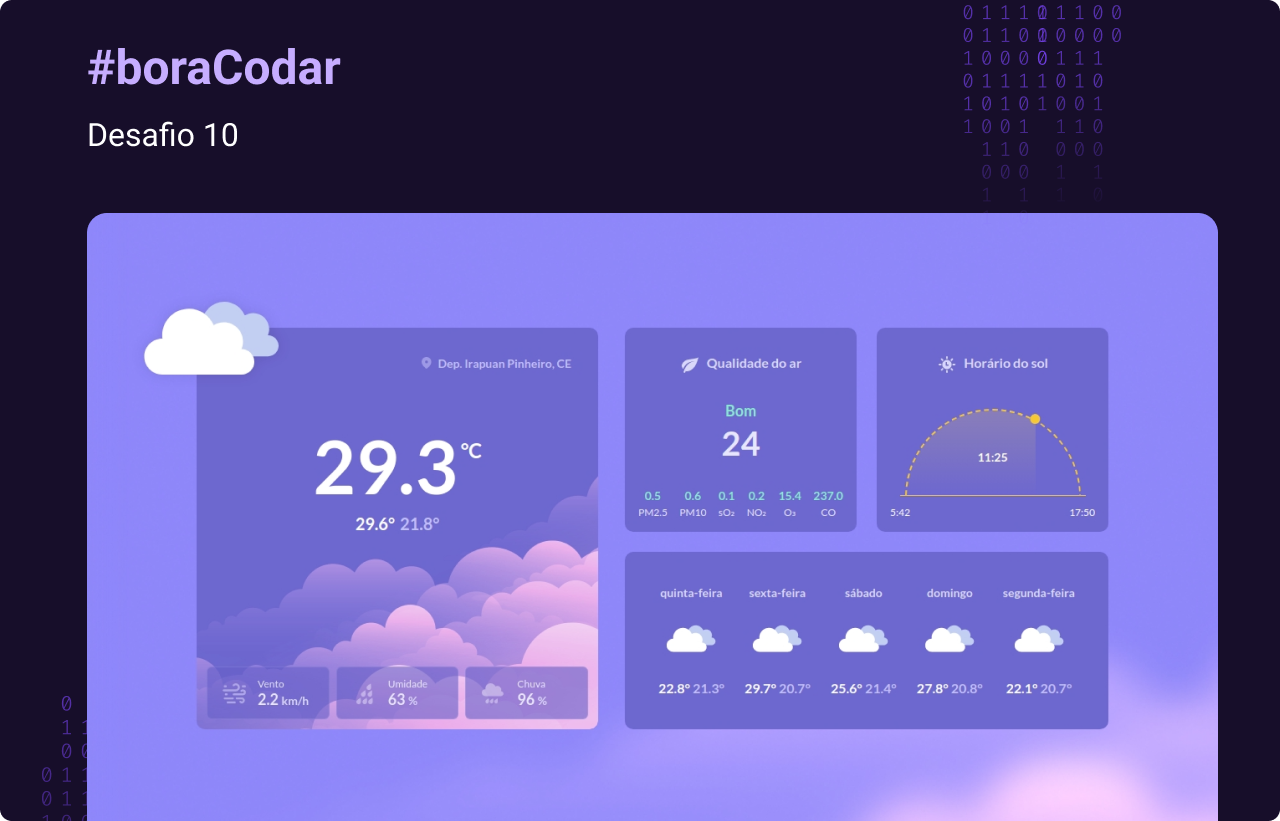 #boraCodar
Desafio 10
Dep. Irapuan Pinheiro, CE
29.3 °C
29.6° 21.8°
Vento
2.2 km/h
Umidade
63 %
Chuva
96 %
Qualidade do ar
Bom
24
0.5 0.6 0.1 0.2 15.4 237.0
PM2.5 PM10 sO₂ NO₂ O₃ CO
Horário do sol
11:25
5:42 17:50
quinta-feira sexta-feira sábado domingo segunda-feira
22.8° 21.3° 29.7° 20.7° 25.6° 21.4° 27.8° 20.8° 22.1° 20.7°